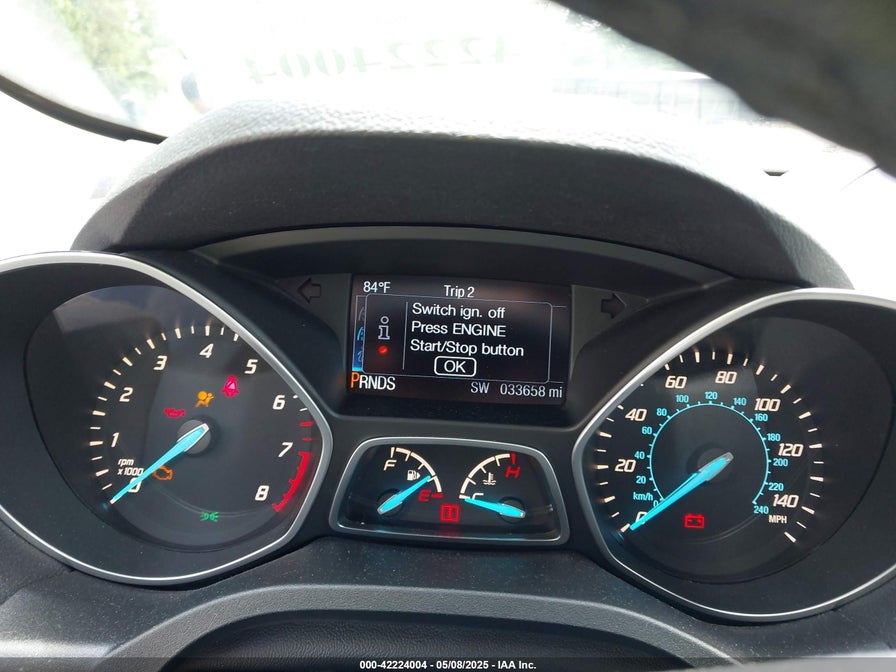 42224004
84°F Trip 2
Switch ign. off
Press ENGINE
Start/Stop button
OK
PRNDS SW 033658 mi
0 1 2 3 4 5 6 7 8
rpm
x1000
F E
C H
0 20 40 60 80 100 120 140
MPH
20 40 60 80 100 120 140 160 180 200 220 240
km/h
000-42224004 - 05/08/2025 - IAA Inc.